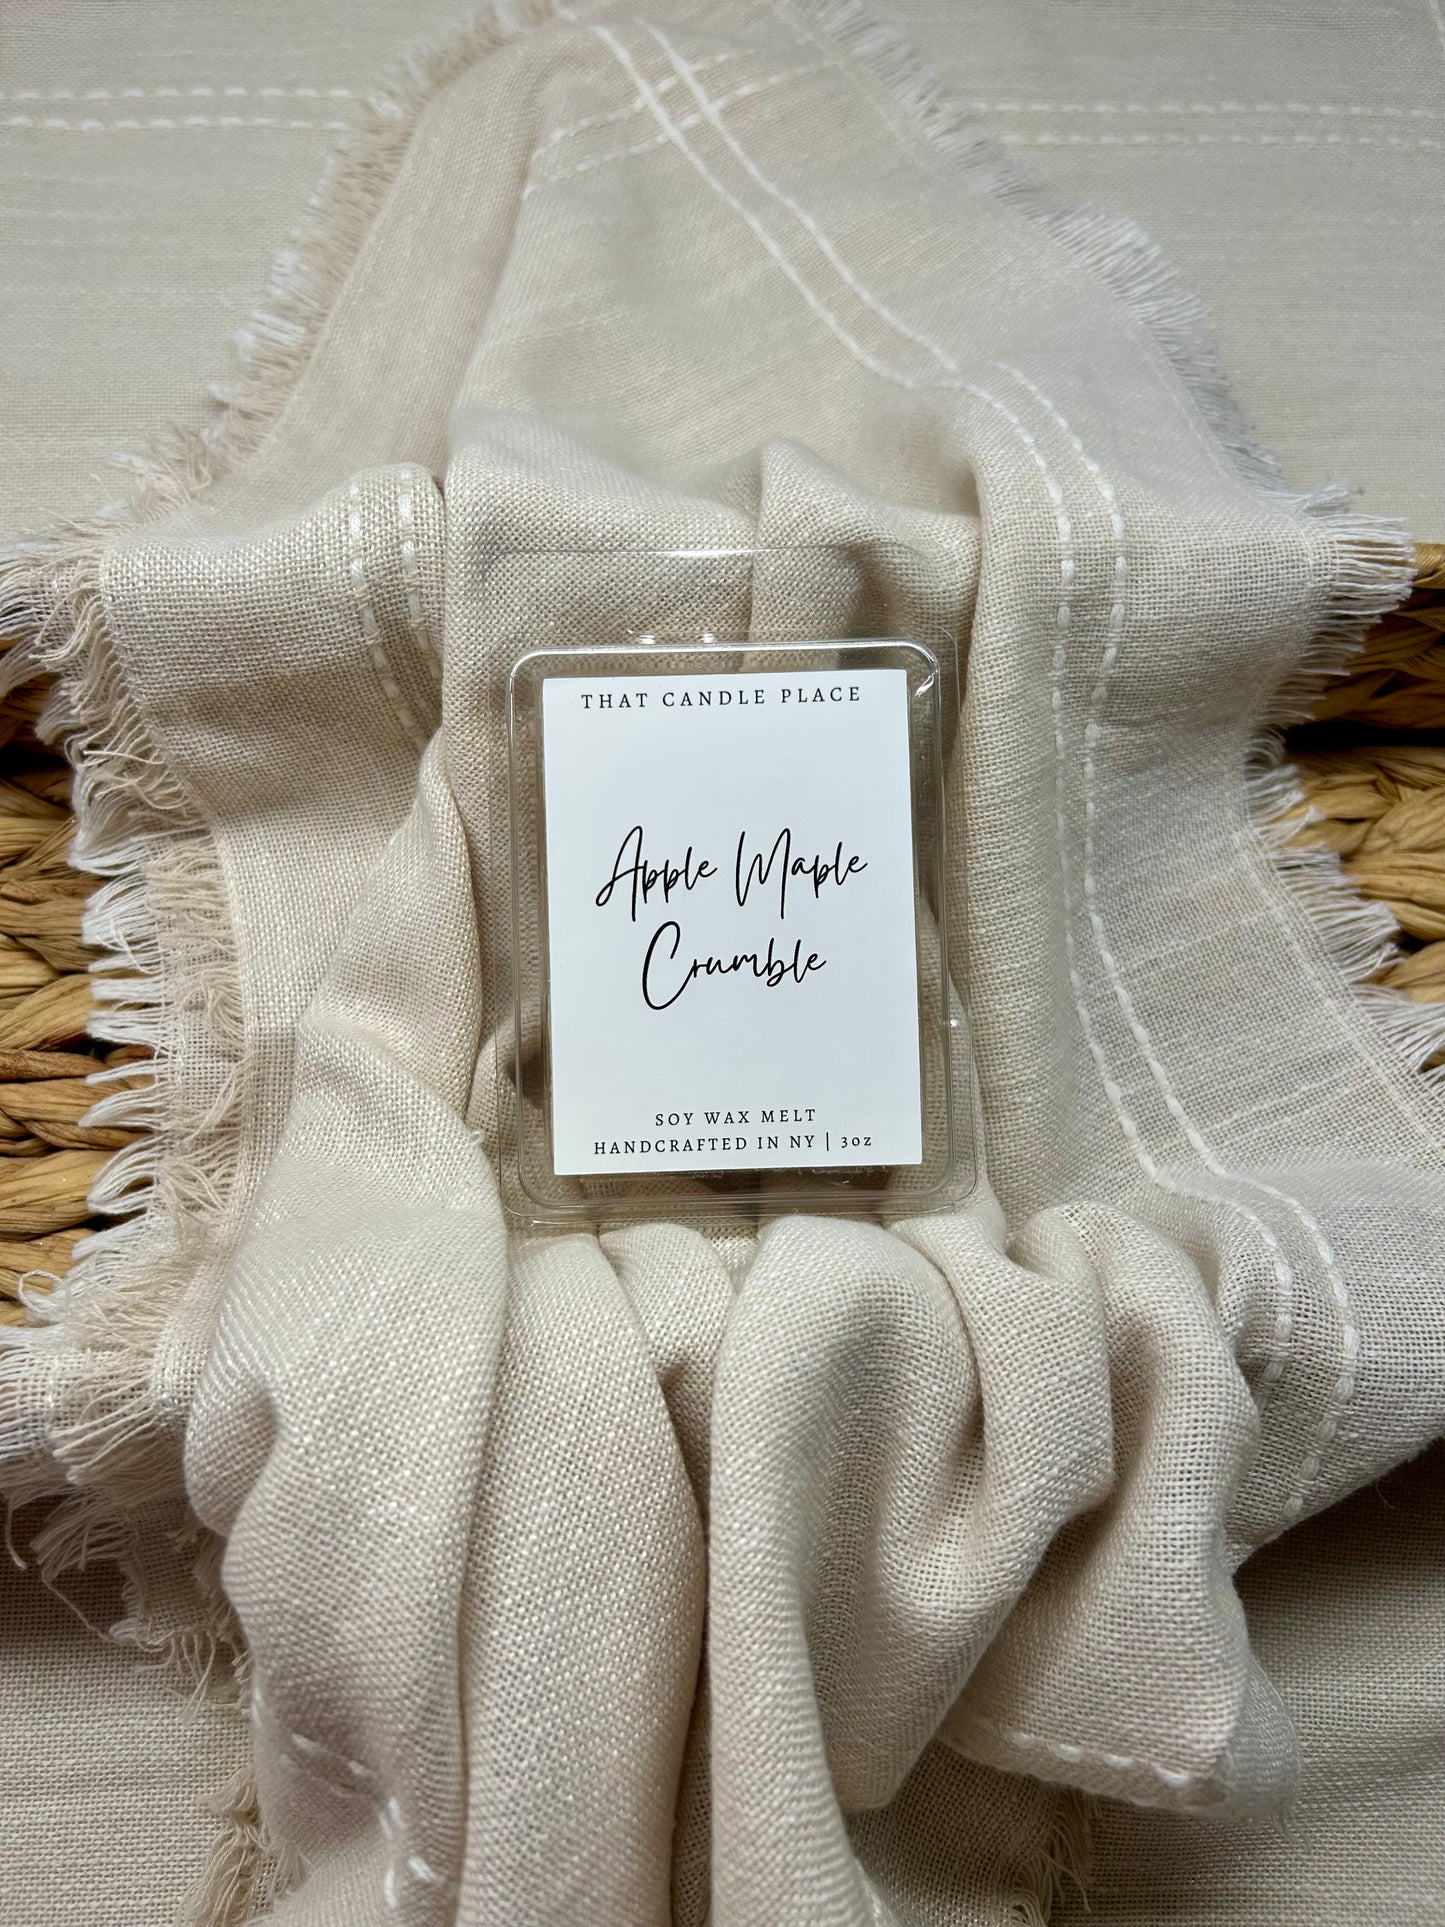 THAT CANDLE PLACE
Apple Maple
Crumble
SOY WAX MELT
HANDCRAFTED IN NY | 3oz